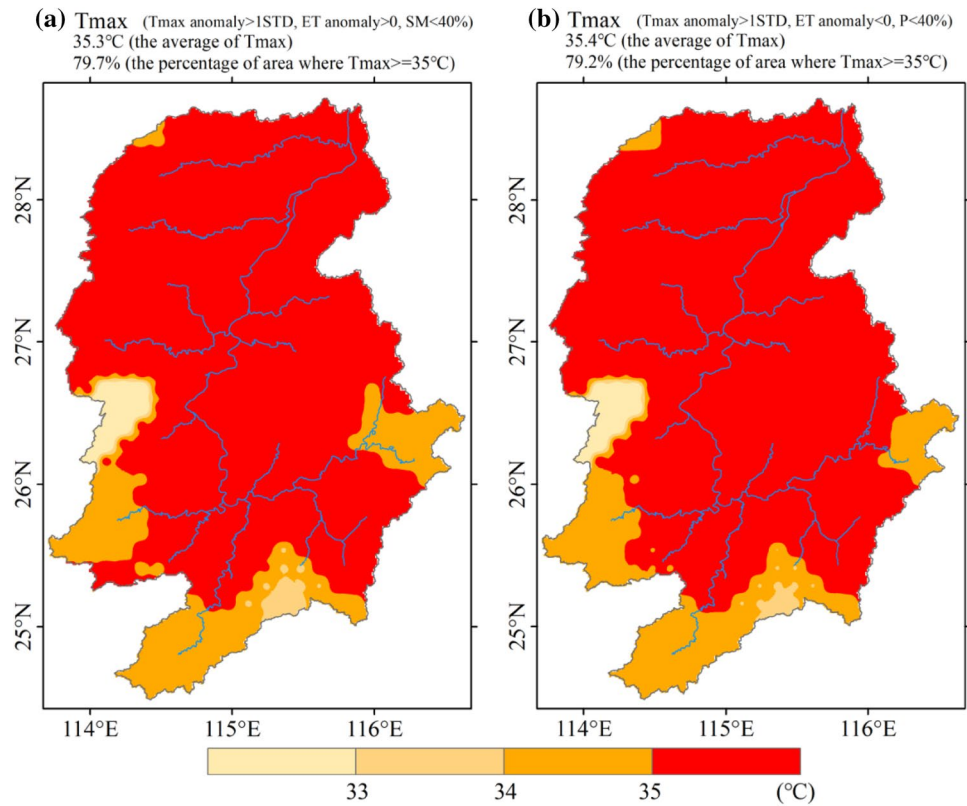 (a) Tmax (Tmax anomaly>1STD, ET anomaly>0, SM<40%)
35.3℃ (the average of Tmax)
79.7% (the percentage of area where Tmax>=35℃)
(b) Tmax (Tmax anomaly>1STD, ET anomaly<0, P<40%)
35.4℃ (the average of Tmax)
79.2% (the percentage of area where Tmax>=35℃)
28°N
27°N
26°N
25°N
114°E 115°E 116°E
28°N
27°N
26°N
25°N
114°E 115°E 116°E
33 34 35 (℃)